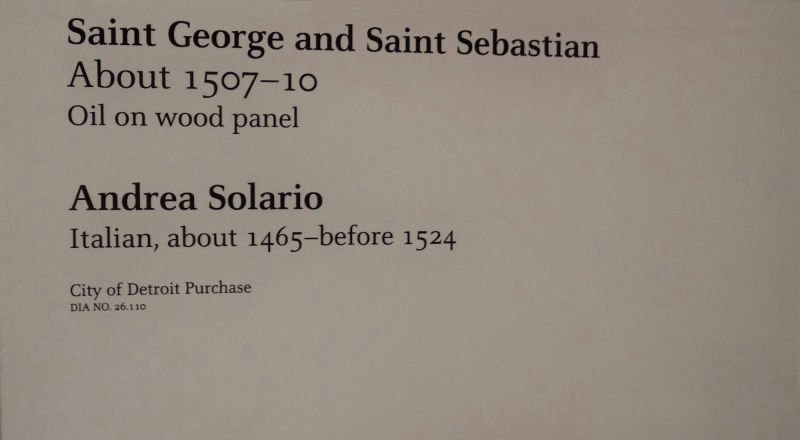 Saint George and Saint Sebastian
About 1507–10
Oil on wood panel
Andrea Solario
Italian, about 1465–before 1524
City of Detroit Purchase
DIA NO. 26.110